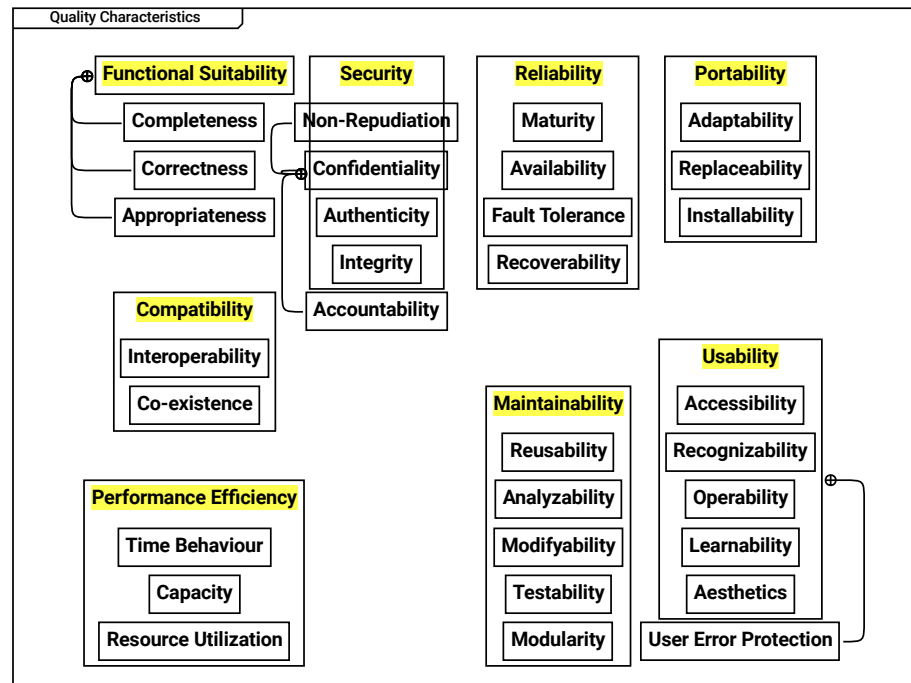 Quality Characteristics
Functional Suitability
Completeness
Correctness
Appropriateness
Security
Non-Repudiation
Confidentiality
Authenticity
Integrity
Accountability
Reliability
Maturity
Availability
Fault Tolerance
Recoverability
Portability
Adaptability
Replaceability
Installability
Compatibility
Interoperability
Co-existence
Performance Efficiency
Time Behaviour
Capacity
Resource Utilization
Maintainability
Reusability
Analyzability
Modifyability
Testability
Modularity
Usability
Accessibility
Recognizability
Operability
Learnability
Aesthetics
User Error Protection